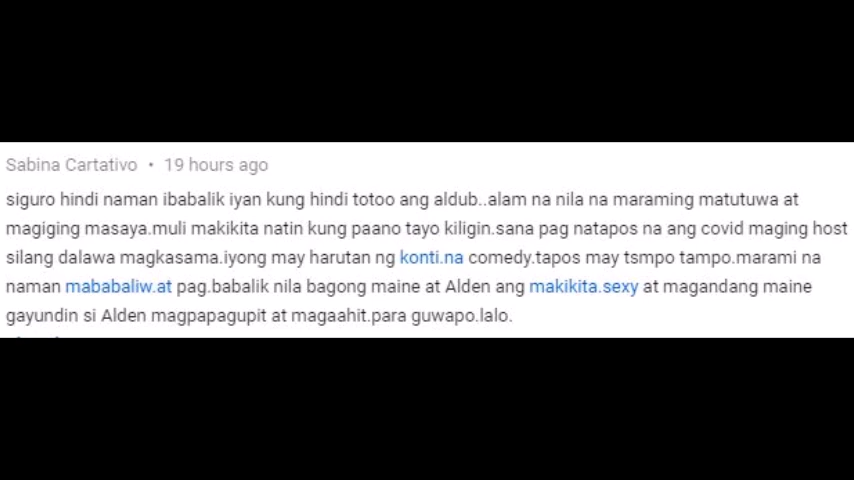 Sabina Cartativo • 19 hours ago
siguro hindi naman ibabalik iyan kung hindi totoo ang aldub..alam na nila na maraming matutuwa at
magiging masaya.muli makikita natin kung paano tayo kiligin.sana pag natapos na ang covid maging host
silang dalawa magkasama.iyong may harutan ng konti.na comedy.tapos may tsmpo tampo.marami na
naman mababaliw.at pag.babalik nila bagong maine at Alden ang makikita.sexy at magandang maine
gayundin si Alden magpapagupit at magaahit.para guwapo.lalo.